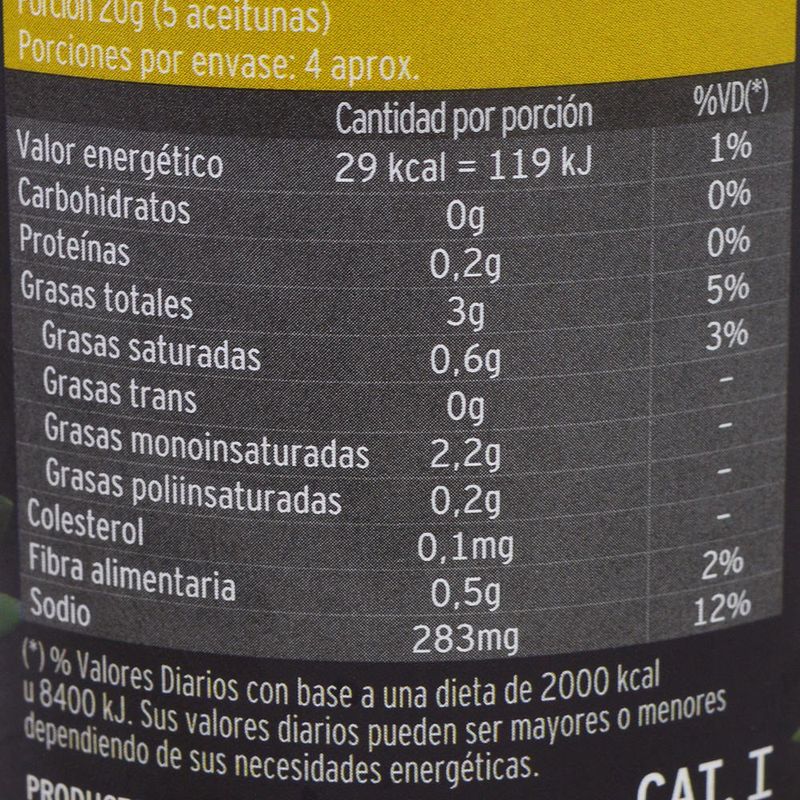 Porción 20g (5 aceitunas)
Porciones por envase: 4 aprox.
Cantidad por porción %VD(*)
Valor energético 29 kcal = 119 kJ 1%
Carbohidratos 0g 0%
Proteínas 0,2g 0%
Grasas totales 3g 5%
Grasas saturadas 0,6g 3%
Grasas trans 0g –
Grasas monoinsaturadas 2,2g –
Grasas poliinsaturadas 0,2g –
Colesterol 0,1mg –
Fibra alimentaria 0,5g 2%
Sodio 283mg 12%
(*) % Valores Diarios con base a una dieta de 2000 kcal
u 8400 kJ. Sus valores diarios pueden ser mayores o menores
dependiendo de sus necesidades energéticas.
CAT. I